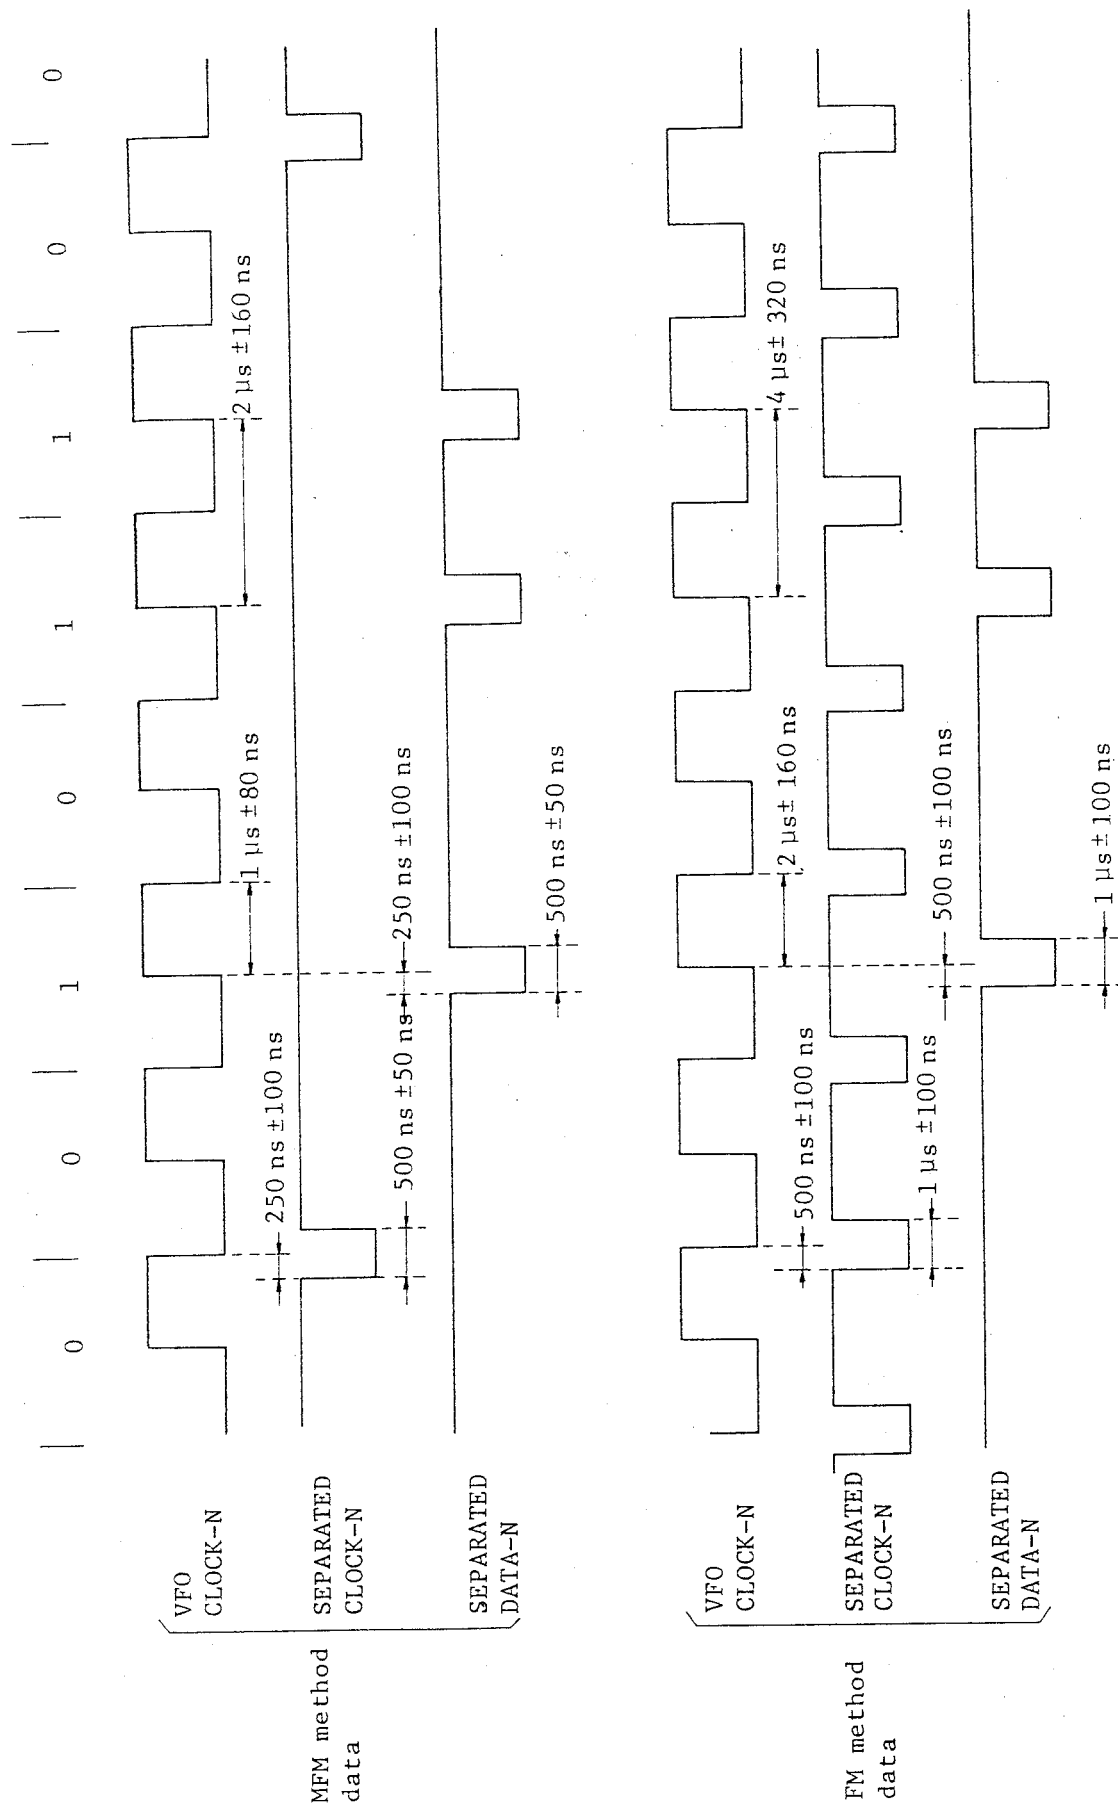 | 0 | 0 | 1 | 0 | 1 | 1 | 0 | 0
MFM method
data
VFO
CLOCK-N
1 µs ±80 ns
2 µs ±160 ns
SEPARATED
CLOCK-N
250 ns ±100 ns
500 ns ±50 ns
SEPARATED
DATA-N
250 ns ±100 ns
500 ns ±50 ns
FM method
data
VFO
CLOCK-N
2 µs± 160 ns
4 µs± 320 ns
SEPARATED
CLOCK-N
500 ns ±100 ns
1 µs ±100 ns
SEPARATED
DATA-N
500 ns ±100 ns
1 µs ±100 ns